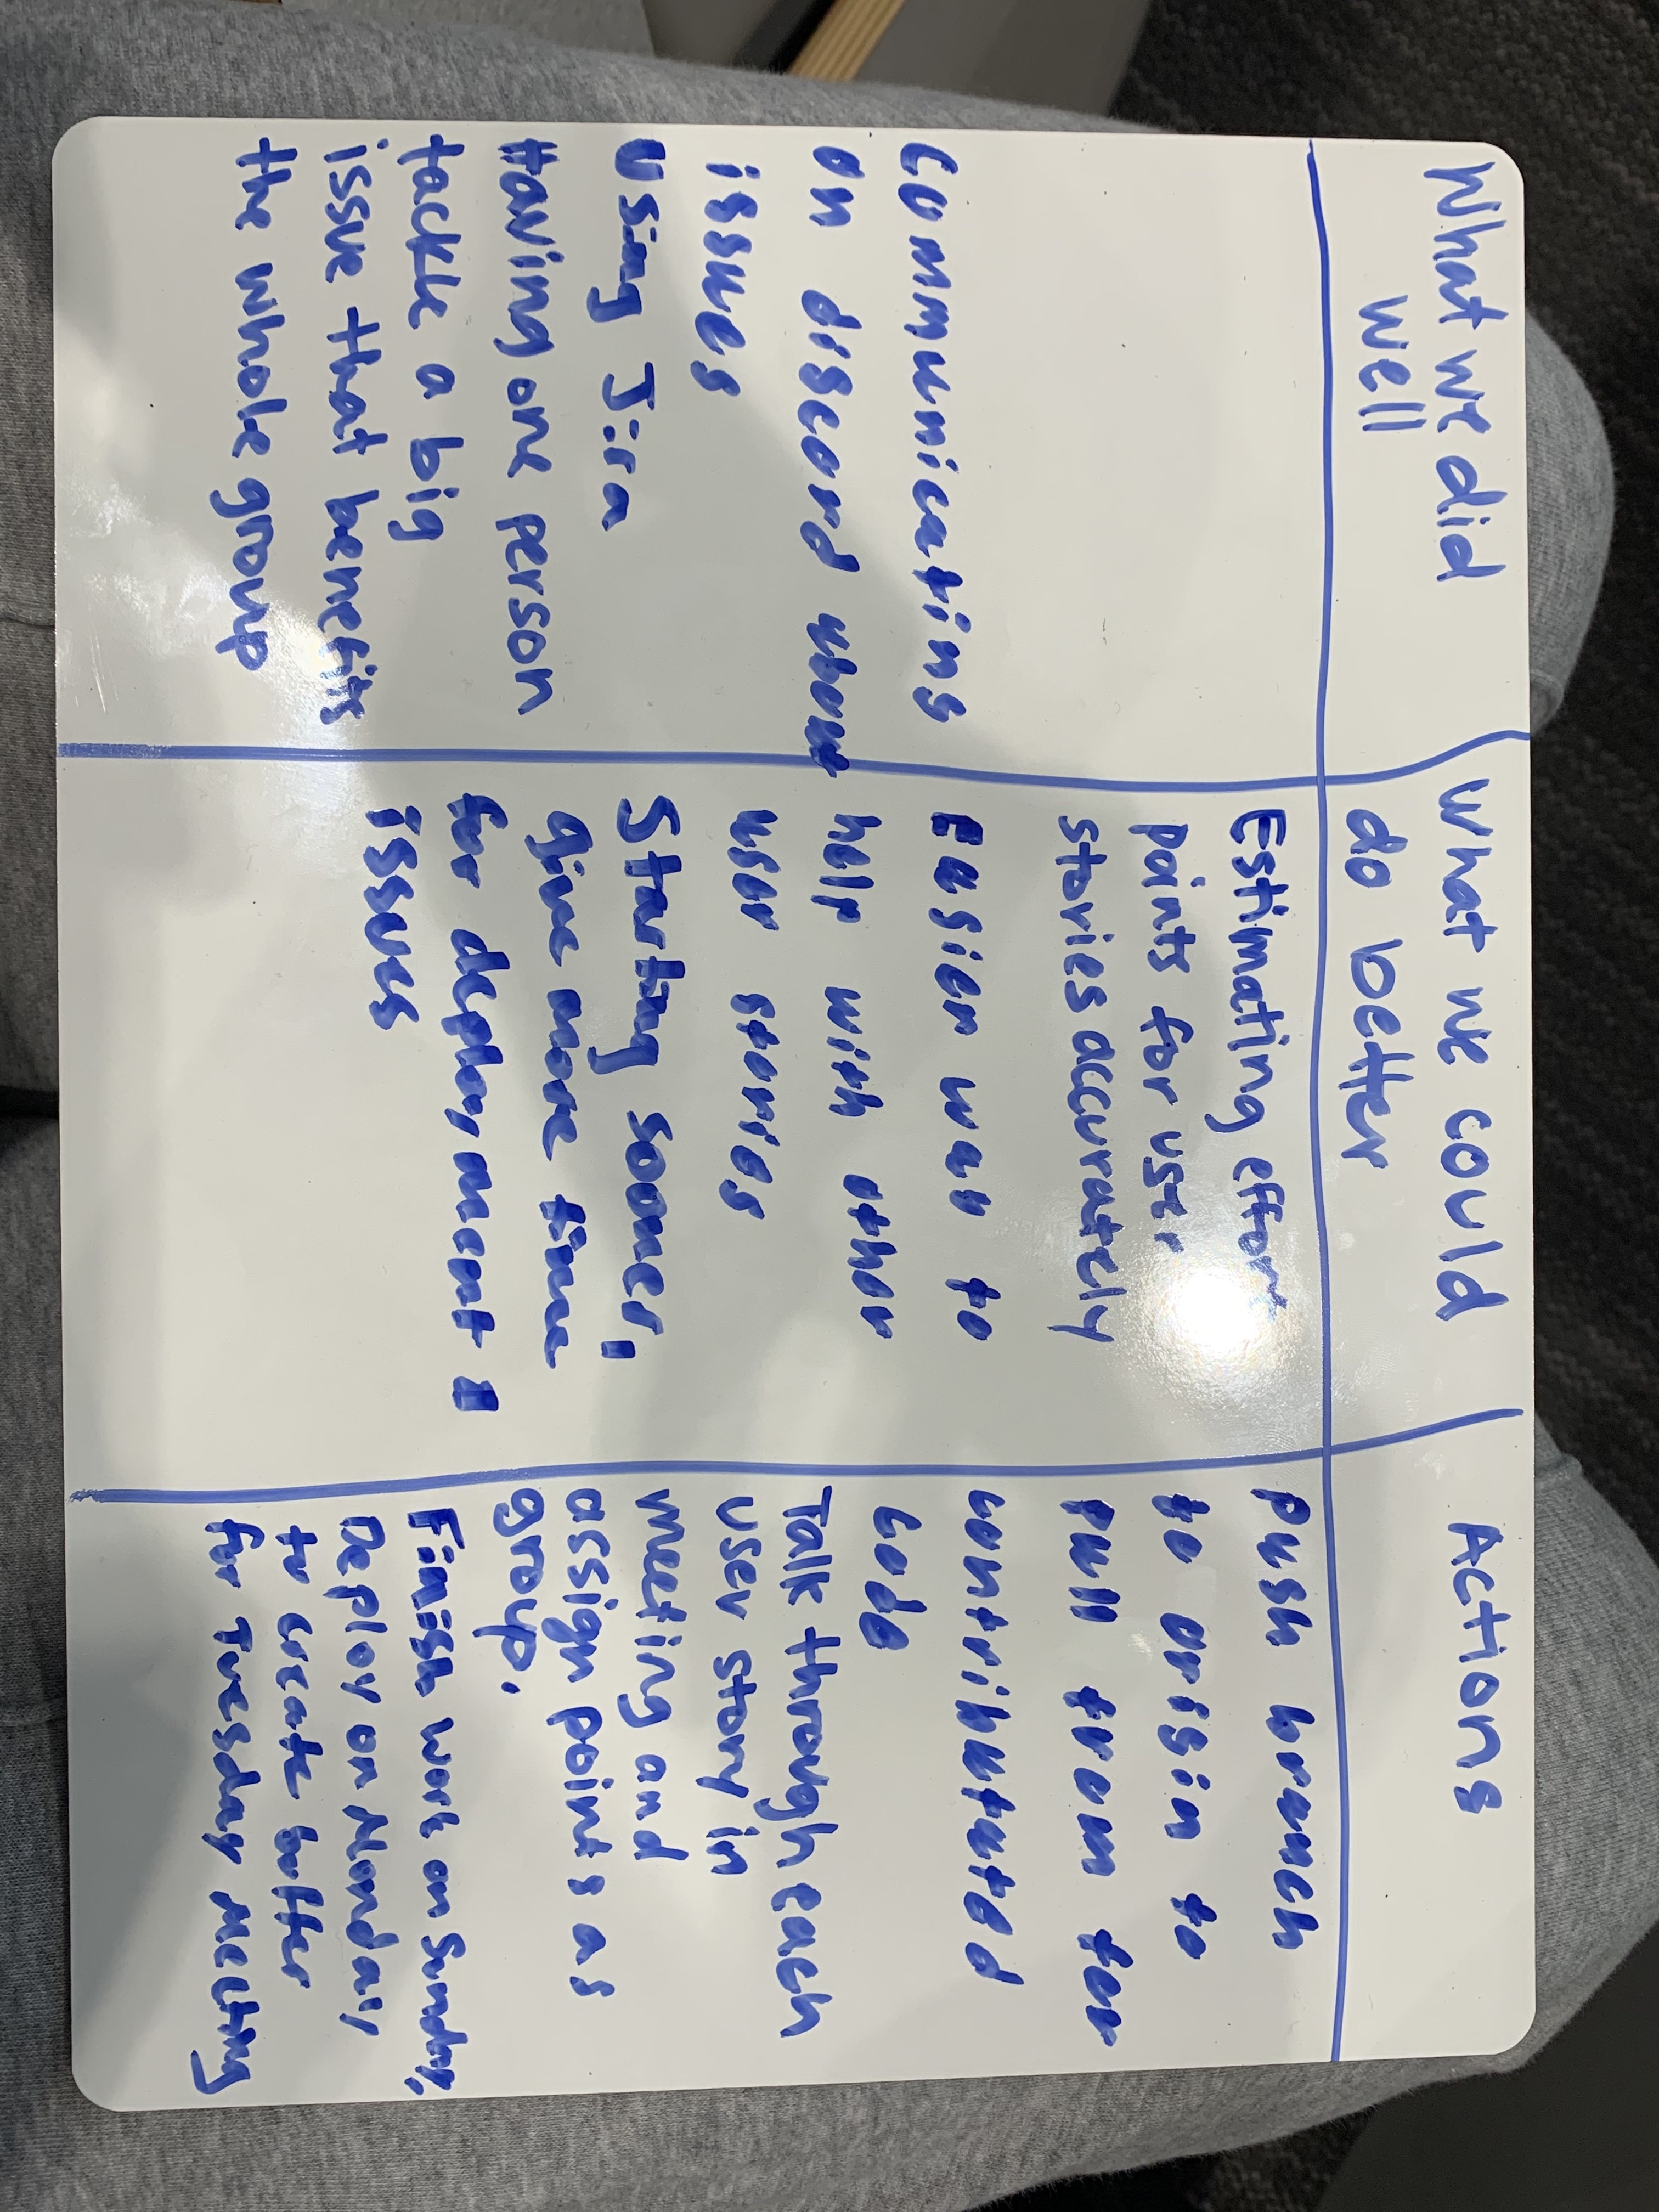 What we did
well
Communicating
on discord about
issues
Using Jira
Having one person
tackle a big
issue that benefits
the whole group
What we could
do better
Estimating effort
points for user
stories accurately
Easier way to
help with other
user stories
Starting sooner,
give more time
for deployment
issues
Actions
Push branch
to origin to
pull from for
contributed
code
Talk through each
user story in
meeting and
assign points as
group.
Finish work on Sunday,
Deploy on Monday
to create buffer
for Tuesday Meeting